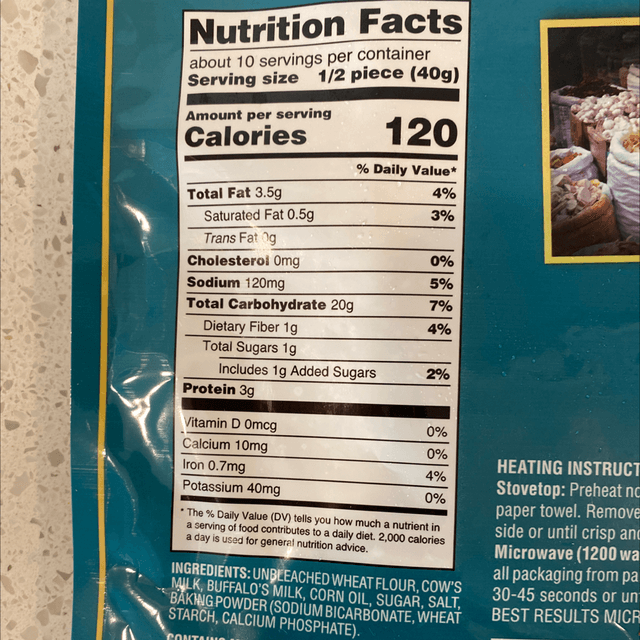 Nutrition Facts
about 10 servings per container
Serving size 1/2 piece (40g)
Amount per serving
Calories 120
% Daily Value*
Total Fat 3.5g 4%
Saturated Fat 0.5g 3%
Trans Fat 0g
Cholesterol 0mg 0%
Sodium 120mg 5%
Total Carbohydrate 20g 7%
Dietary Fiber 1g 4%
Total Sugars 1g
Includes 1g Added Sugars 2%
Protein 3g
Vitamin D 0mcg 0%
Calcium 10mg 0%
Iron 0.7mg 4%
Potassium 40mg 0%
* The % Daily Value (DV) tells you how much a nutrient in
a serving of food contributes to a daily diet. 2,000 calories
a day is used for general nutrition advice.
INGREDIENTS: UNBLEACHED WHEAT FLOUR, COW'S
MILK, BUFFALO'S MILK, CORN OIL, SUGAR, SALT,
BAKING POWDER (SODIUM BICARBONATE, WHEAT
STARCH, CALCIUM PHOSPHATE).
HEATING INSTRUCT
Stovetop: Preheat no
paper towel. Remove
side or until crisp and
Microwave (1200 wa
all packaging from pa
30-45 seconds or un
BEST RESULTS MICR